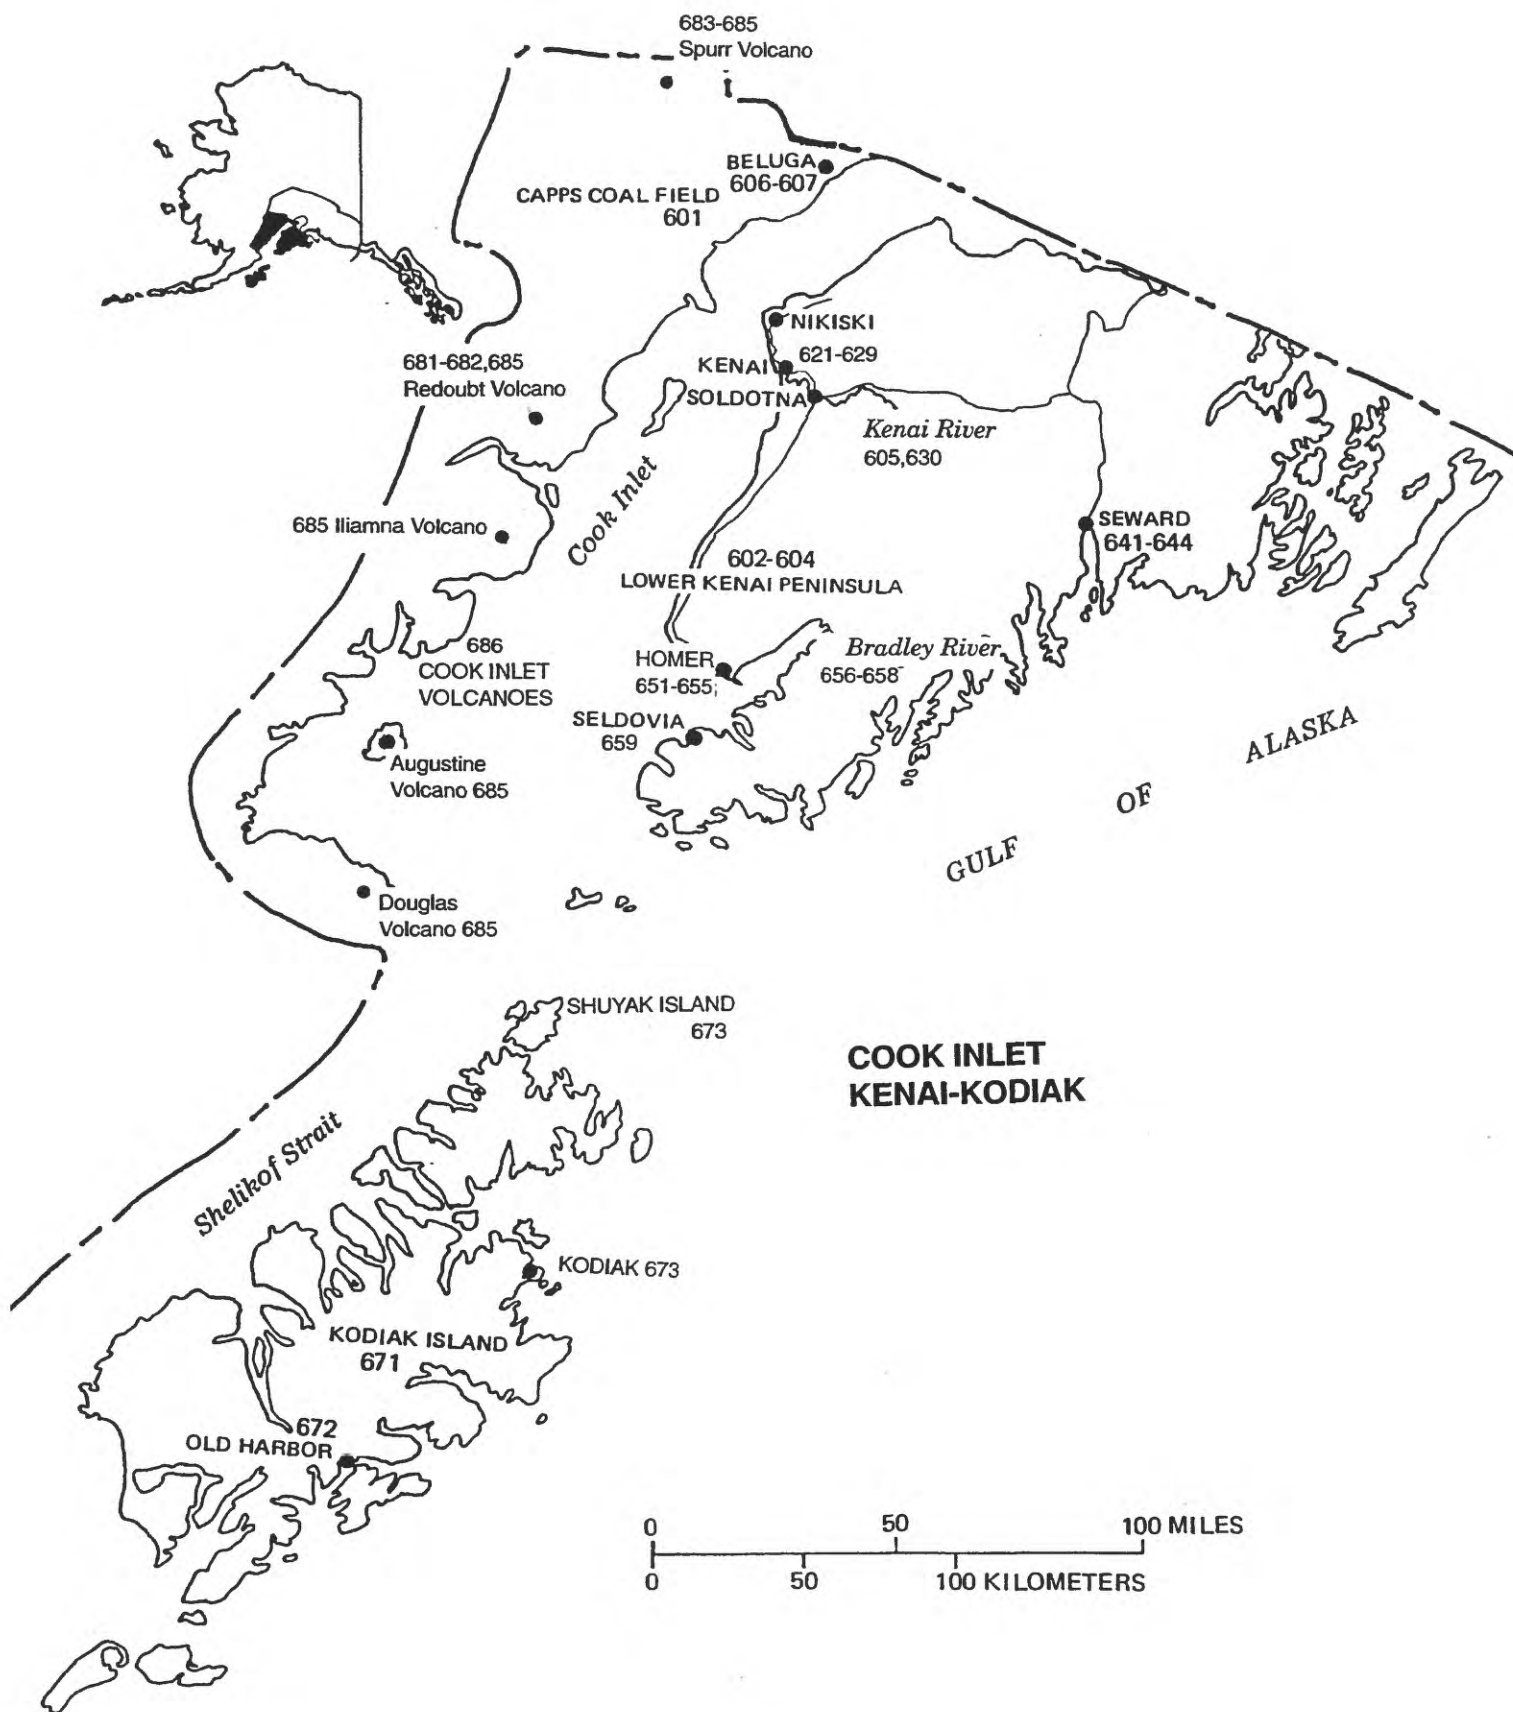 683-685
Spurr Volcano
BELUGA
606-607
CAPPS COAL FIELD
601
NIKISKI
621-629
KENAI
SOLDOTNA
681-682,685
Redoubt Volcano
Kenai River
605,630
Cook Inlet
685 Iliamna Volcano
SEWARD
641-644
602-604
LOWER KENAI PENINSULA
686
COOK INLET
VOLCANOES
HOMER
651-655
Bradley River
656-658
SELDOVIA
659
Augustine
Volcano 685
GULF OF ALASKA
Douglas
Volcano 685
SHUYAK ISLAND
673
COOK INLET
KENAI-KODIAK
Shelikof Strait
KODIAK 673
KODIAK ISLAND
671
672
OLD HARBOR
0 50 100 MILES
0 50 100 KILOMETERS